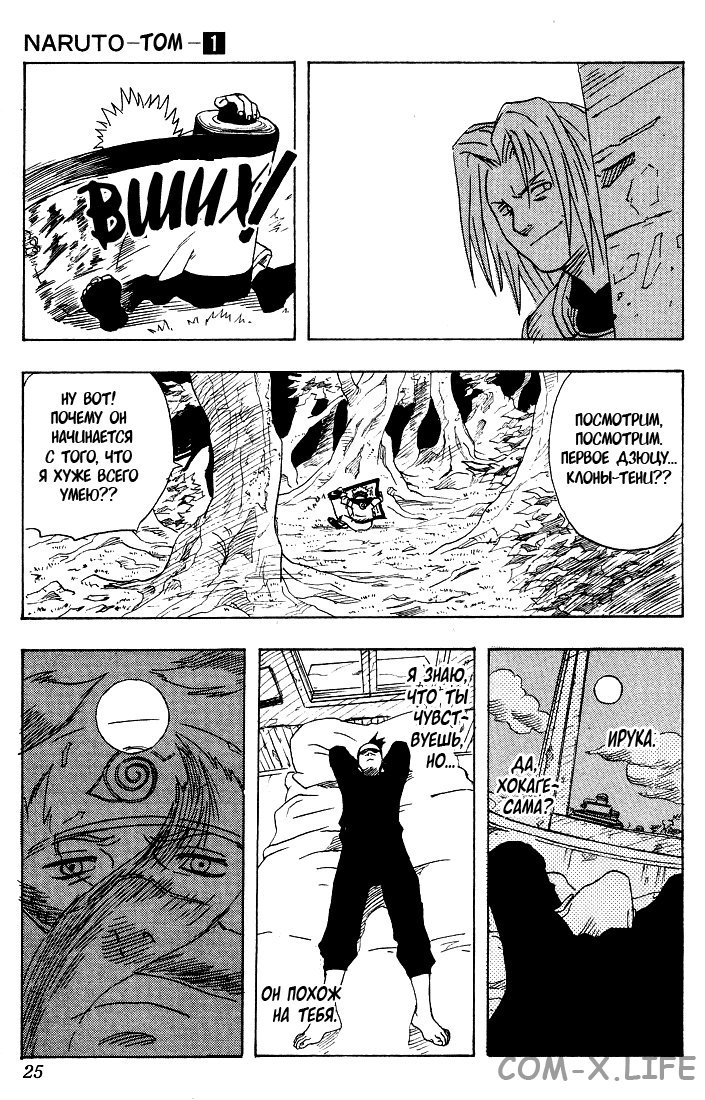 NARUTO-ТОМ-1
ВШИХ!
ПОСМОТРИМ,
ПОСМОТРИМ.
ПЕРВОЕ ДЗЮЦУ...
КЛОНЫ-ТЕНИ??
НУ ВОТ!
ПОЧЕМУ ОН
НАЧИНАЕТСЯ
С ТОГО, ЧТО
Я ХУЖЕ ВСЕГО
УМЕЮ??
ИРУКА.
ДА,
ХОКАГЕ-
САМА?
Я ЗНАЮ,
ЧТО ТЫ
ЧУВСТ-
ВУЕШЬ,
НО...
ОН ПОХОЖ
НА ТЕБЯ.
25
COM-X.LIFE